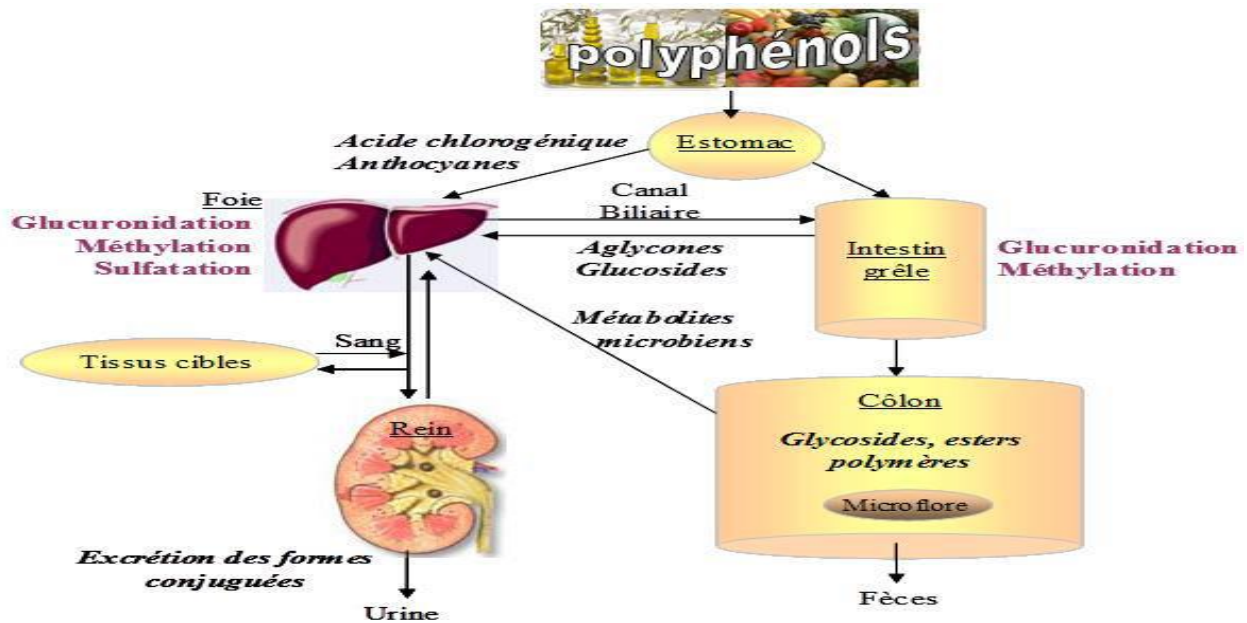 polyphénols
Estomac
Acide chlorogénique
Anthocyanes
Foie
Glucuronidation
Méthylation
Sulfatation
Canal
Biliaire
Aglycones
Glucosides
Intestin
grêle
Glucuronidation
Méthylation
Métabolites
microbiens
Sang
Tissus cibles
Rein
Côlon
Glycosides, esters
polymères
Microflore
Excrétion des formes
conjuguées
Urine
Fèces